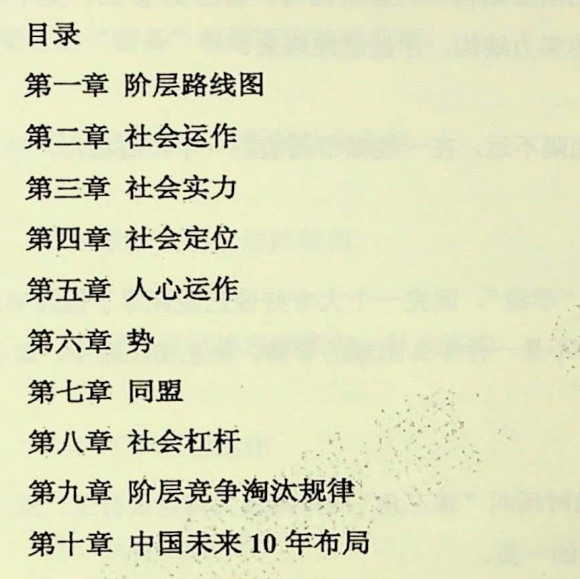 目录
第一章 阶层路线图
第二章 社会运作
第三章 社会实力
第四章 社会定位
第五章 人心运作
第六章 势
第七章 同盟
第八章 社会杠杆
第九章 阶层竞争淘汰规律
第十章 中国未来 10 年布局